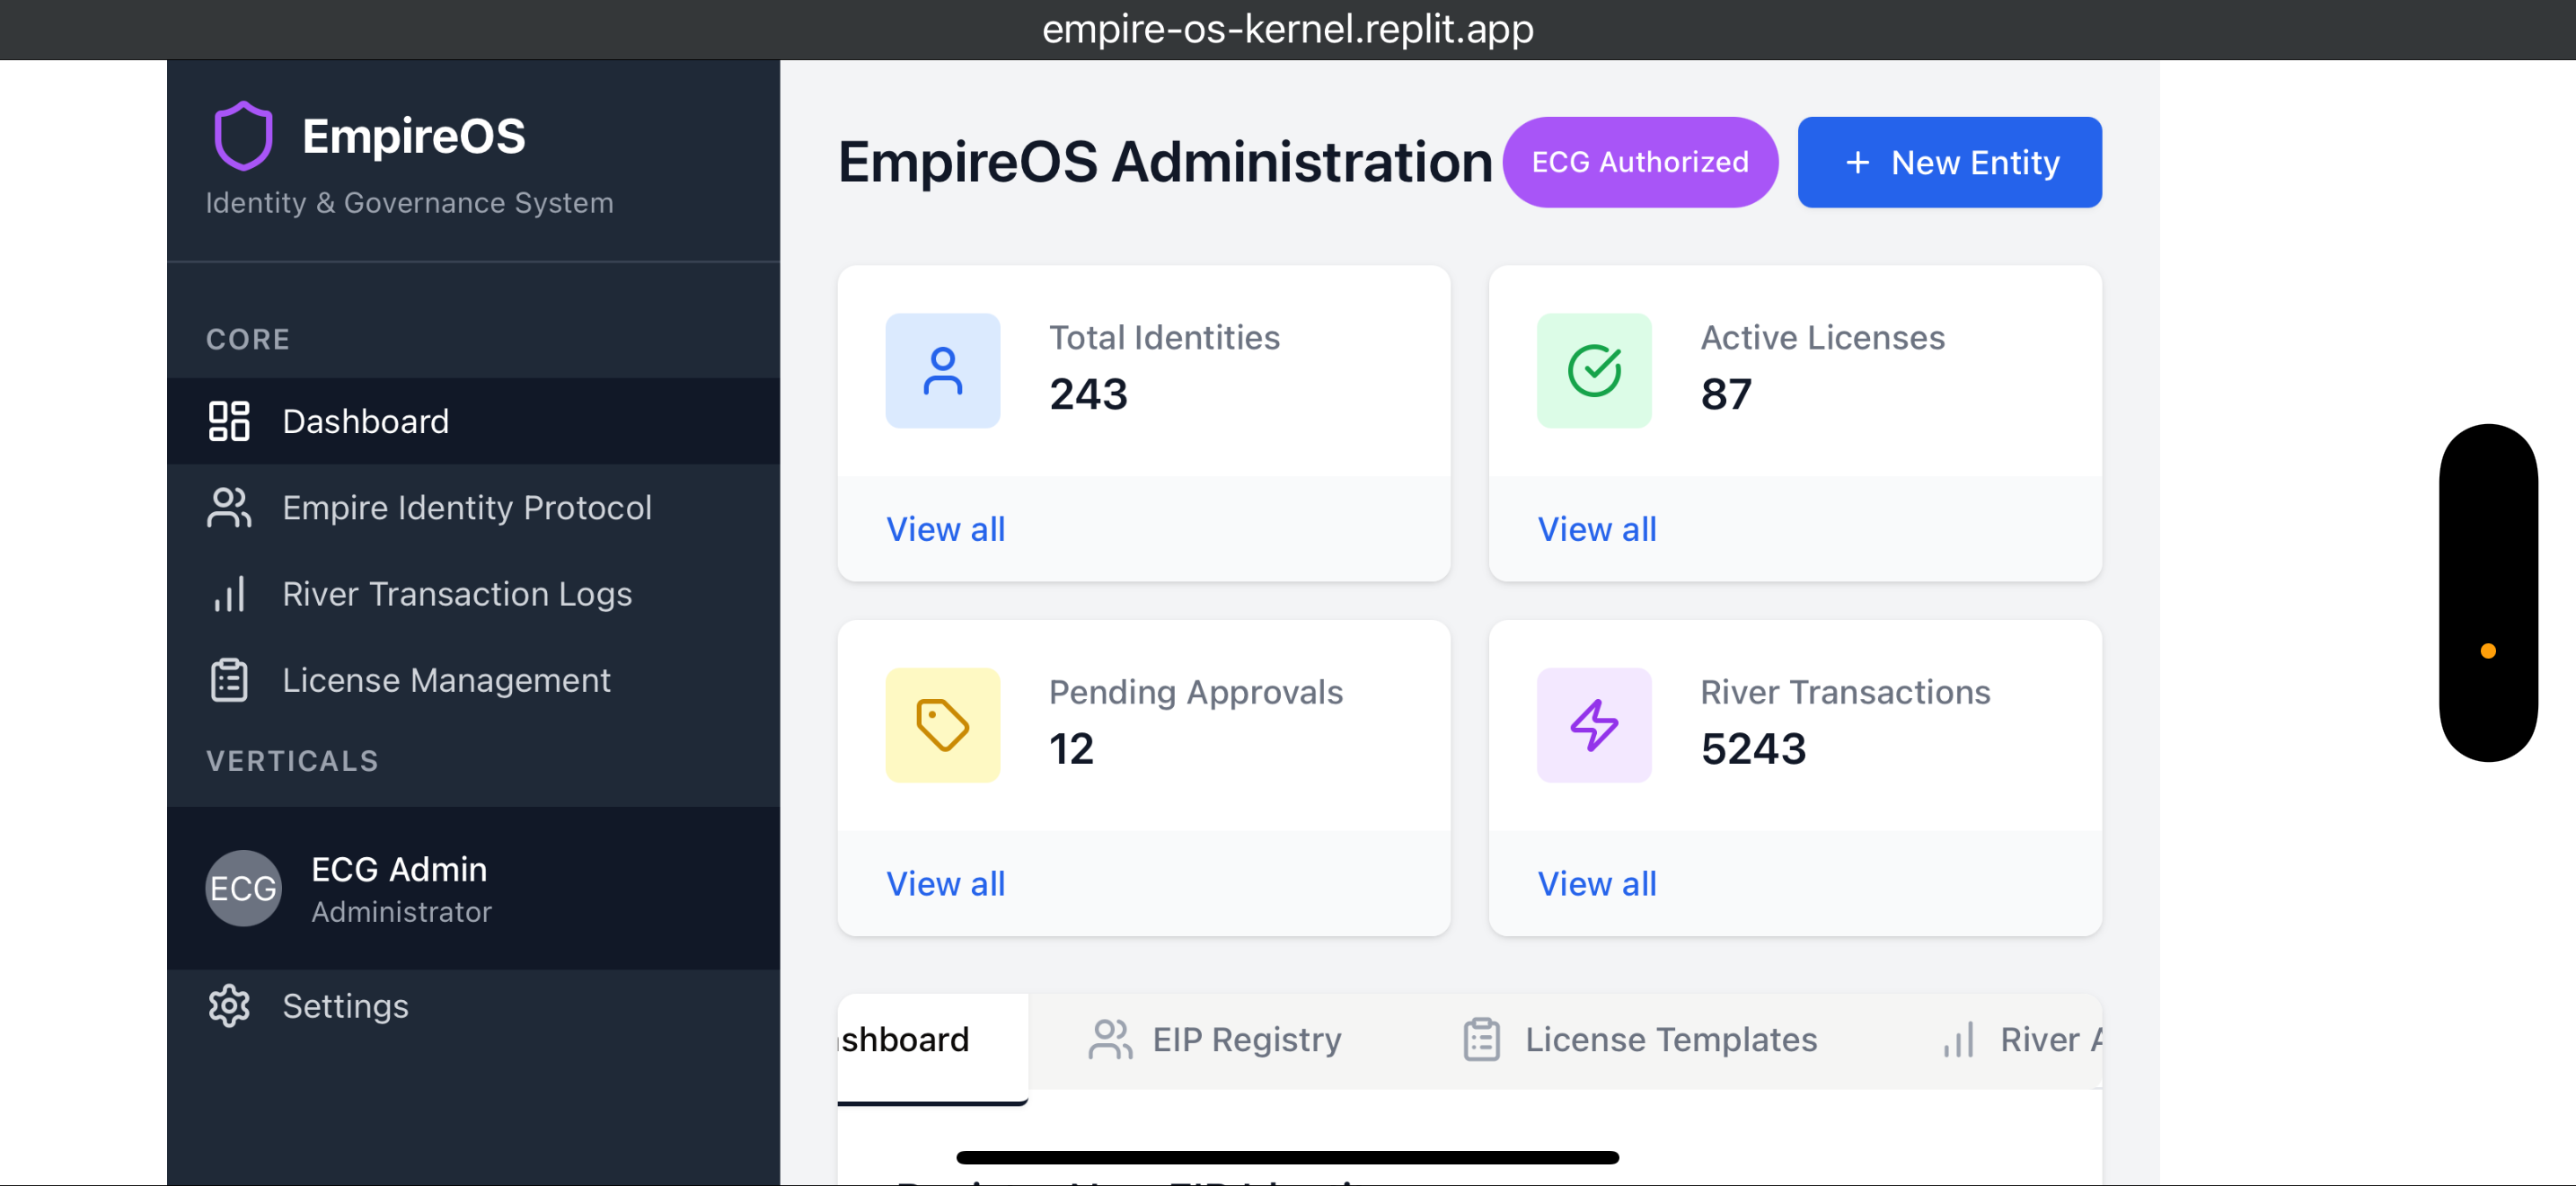 empire-os-kernel.replit.app
EmpireOS
Identity & Governance System
CORE
Dashboard
Empire Identity Protocol
River Transaction Logs
License Management
VERTICALS
ECG
ECG Admin
Administrator
Settings
EmpireOS Administration
ECG Authorized
+ New Entity
Total Identities
243
View all
Active Licenses
87
View all
Pending Approvals
12
View all
River Transactions
5243
View all
shboard
EIP Registry
License Templates
River A